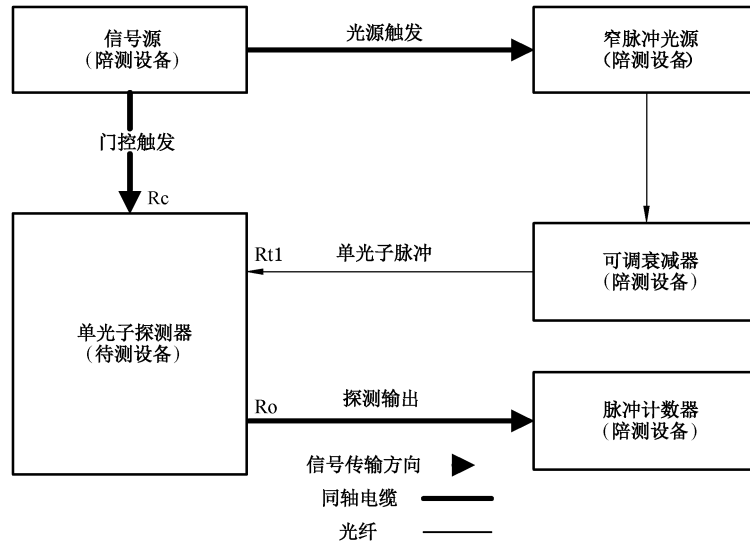 信号源
(陪测设备)
光源触发
窄脉冲光源
(陪测设备)
门控触发
Rc
Rt1
单光子脉冲
可调衰减器
(陪测设备)
单光子探测器
(待测设备)
Ro
探测输出
脉冲计数器
(陪测设备)
信号传输方向
同轴电缆
光纤